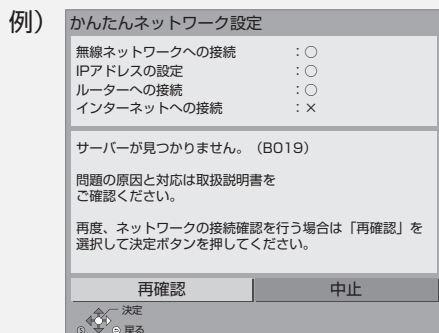 例）
かんたんネットワーク設定
無線ネットワークへの接続　：○
IPアドレスの設定　：○
ルーターへの接続　：○
インターネットへの接続　：×
サーバーが見つかりません。（B019）
問題の原因と対応は取扱説明書を
ご確認ください。
再度、ネットワークの接続確認を行う場合は「再確認」を
選択して決定ボタンを押してください。
再確認　中止
決定
S 戻る